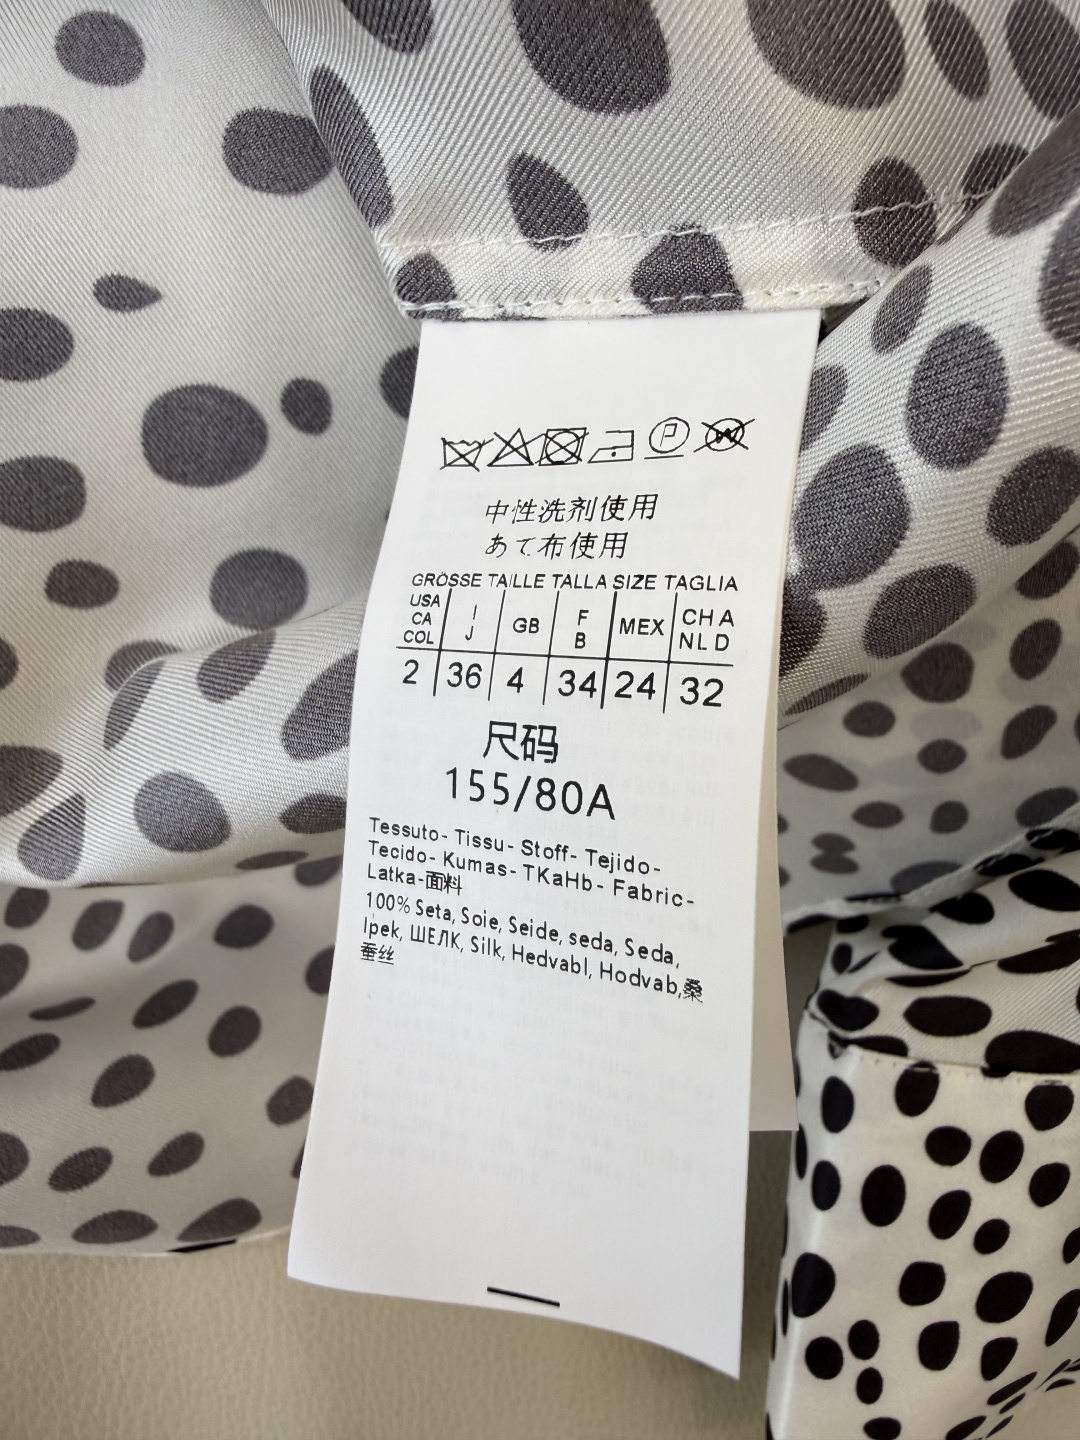 P W
中性洗剤使用
あて布使用
GRÖSSE TAILLE TALLA SIZE TAGLIA
USA CA COL I J GB F B MEX CH A NL D
2 36 4 34 24 32
尺码
155/80A
Tessuto- Tissu- Stoff- Tejido-
Tecido- Kumas- TKaHb- Fabric-
Latka-面料
100% Seta, Soie, Seide, seda, Seda,
Ipek, ШЕЛК, Silk, Hedvabl, Hodvab,桑
蚕丝